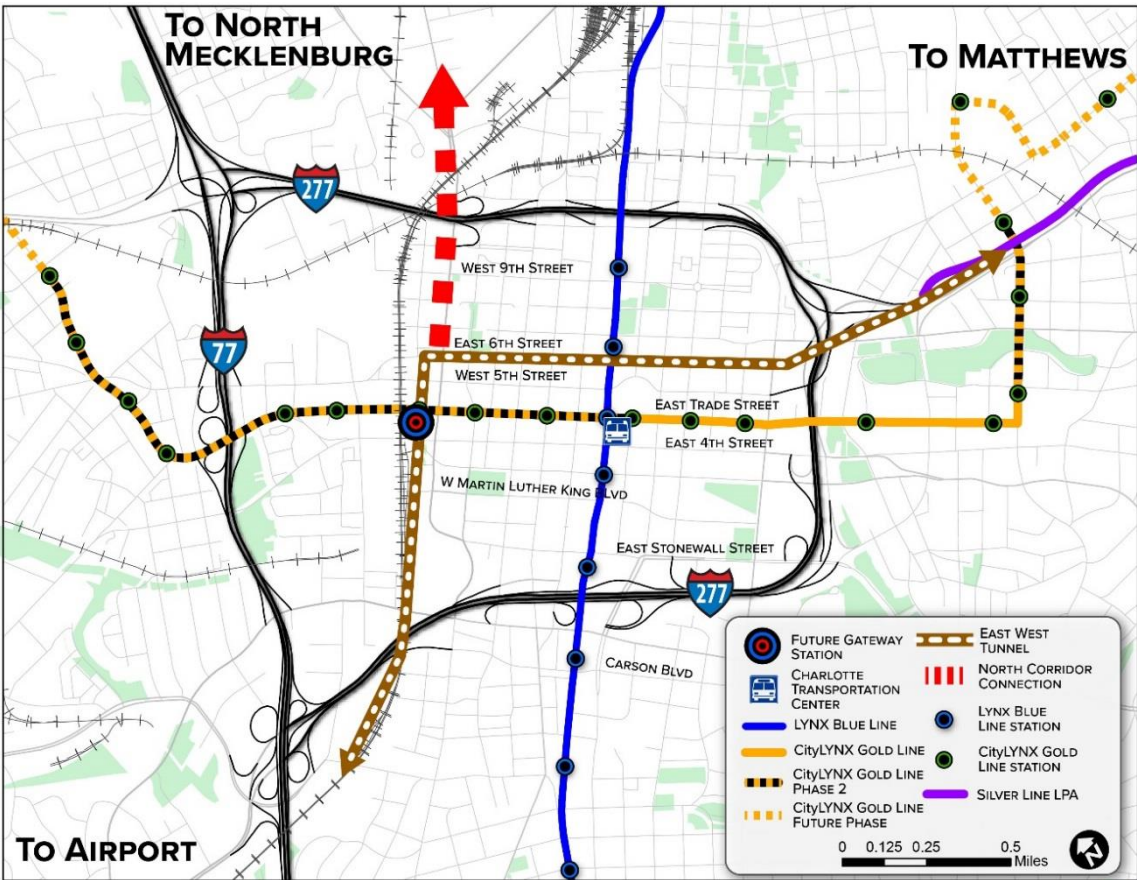 To North
Mecklenburg
To Matthews
277
West 9th Street
77
East 6th Street
West 5th Street
East Trade Street
East 4th Street
W Martin Luther King Blvd
East Stonewall Street
277
Carson Blvd
To Airport
Future Gateway
Station
Charlotte
Transportation
Center
LYNX Blue Line
CityLYNX Gold Line
CityLYNX Gold Line
Phase 2
CityLYNX Gold Line
Future Phase
East West
Tunnel
North Corridor
Connection
LYNX Blue
Line Station
CityLYNX Gold
Line Station
Silver Line LPA
0 0.125 0.25 0.5
Miles
N